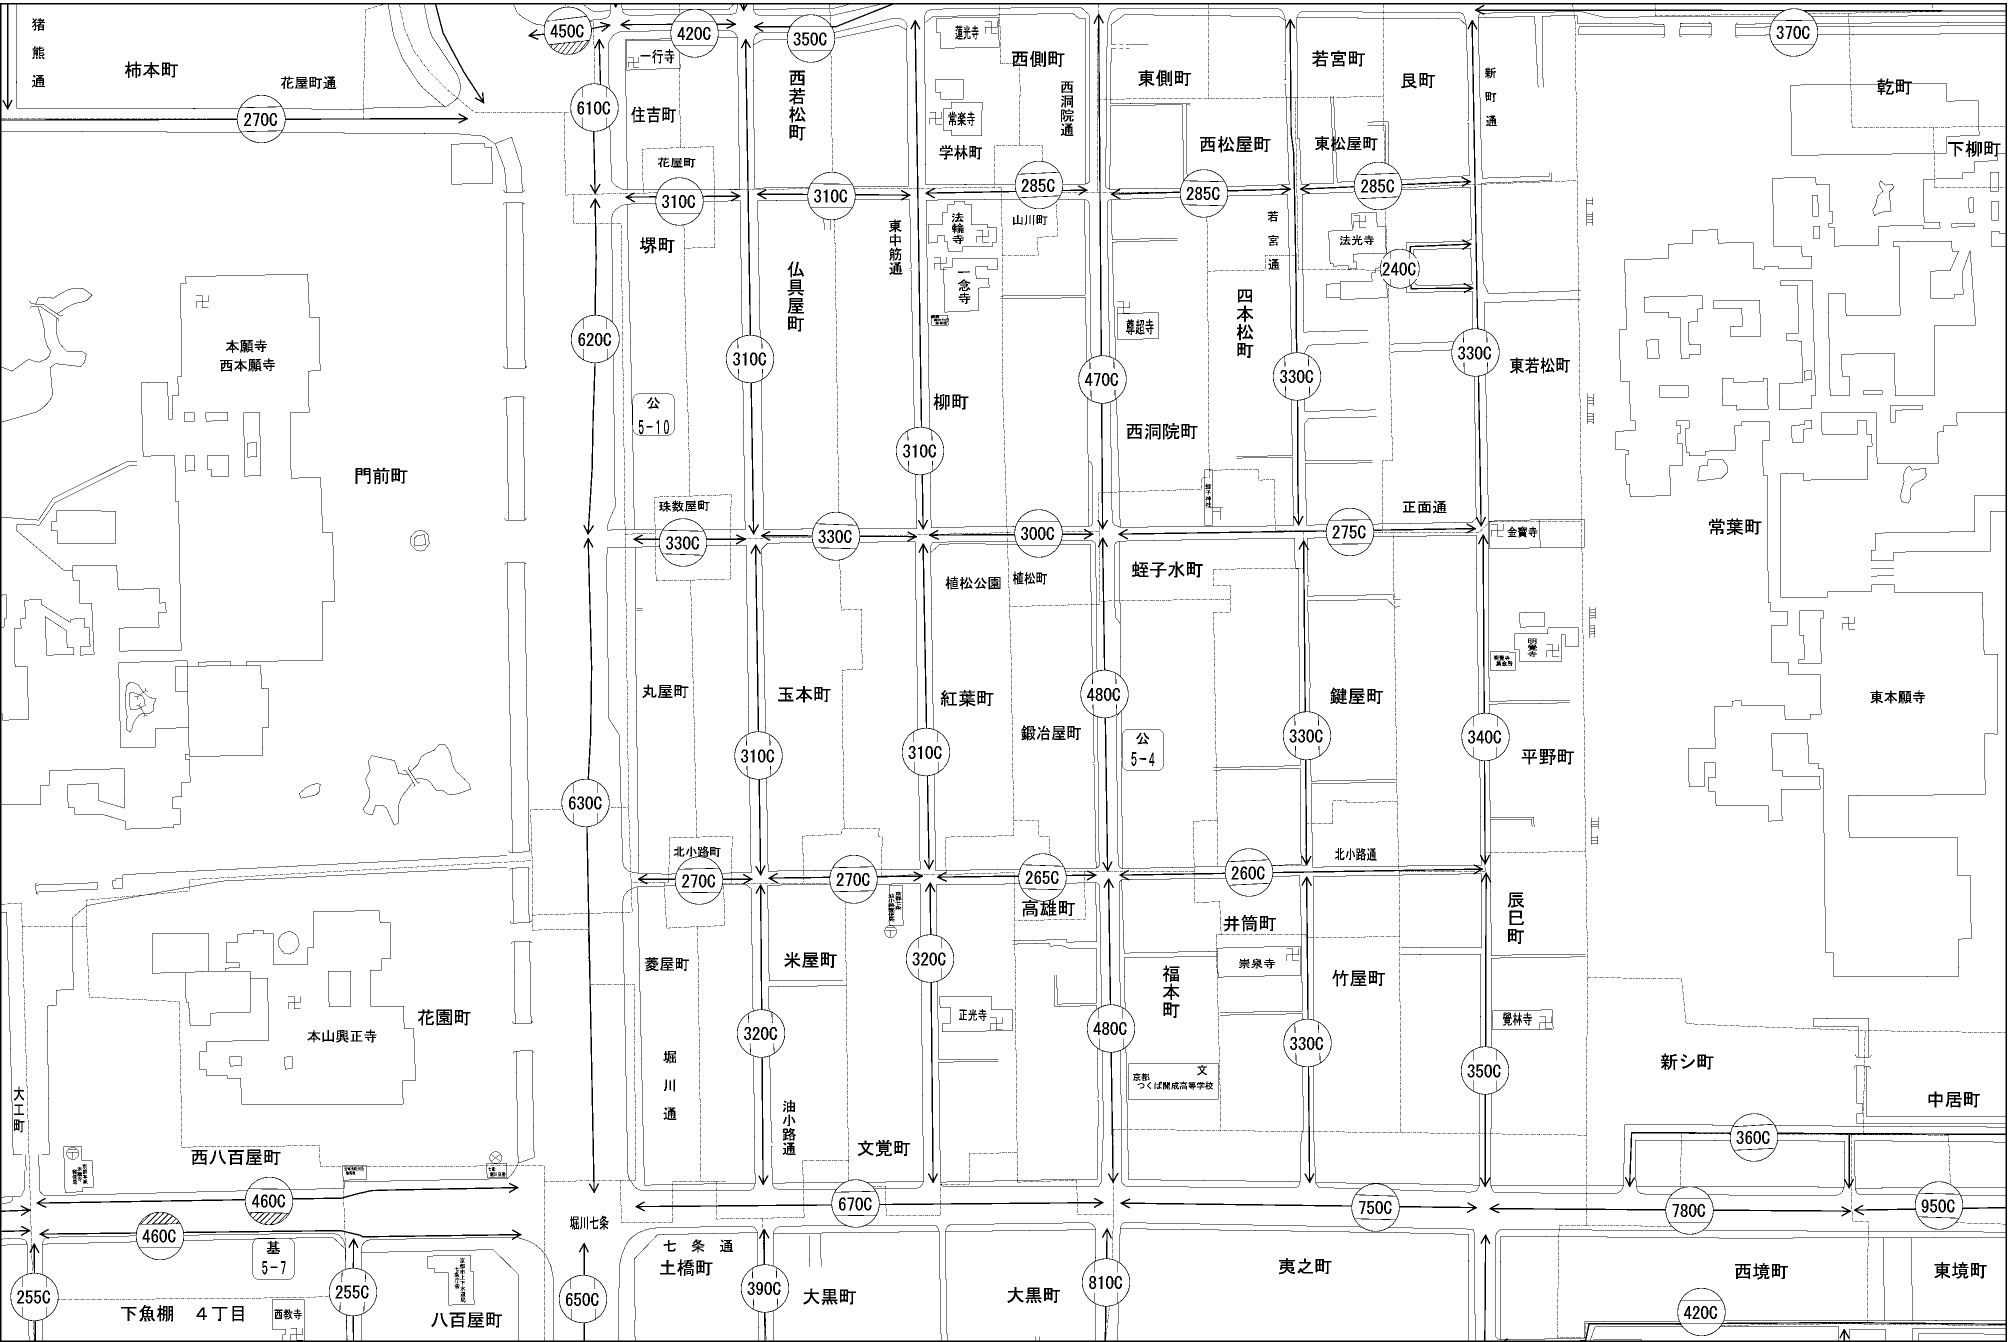 猪熊通
柿本町
花屋町通
270C
450C
420C
350C
370C
一行寺
610C
住吉町
西若松町
蓮光寺
西側町
西洞院通
東側町
若宮町
艮町
新町通
乾町
下柳町
常楽寺
学林町
西松屋町
東松屋町
花屋町
310C
310C
285C
285C
285C
堺町
仏具屋町
東中筋通
法輪寺
山川町
一念寺
若宮通
法光寺
240C
本願寺
西本願寺
620C
310C
尊超寺
四本松町
470C
330C
330C
東若松町
公
5-10
柳町
310C
西洞院町
門前町
珠数屋町
330C
330C
300C
275C
正面通
金寶寺
常葉町
植松公園
植松町
蛭子水町
明覺寺
丸屋町
玉本町
紅葉町
鍛冶屋町
480C
公
5-4
鍵屋町
東本願寺
310C
310C
330C
340C
平野町
630C
北小路町
270C
270C
265C
260C
北小路通
高雄町
井筒町
辰巳町
菱屋町
米屋町
320C
福本町
崇泉寺
竹屋町
花園町
本山興正寺
320C
正光寺
480C
330C
覺林寺
350C
新シ町
堀川通
京都
つくば開成高等学校
文
大工町
油小路通
文覚町
中居町
360C
西八百屋町
460C
460C
670C
750C
780C
950C
堀川七条
七条通
土橋町
基
5-7
255C
255C
650C
390C
大黒町
大黒町
810C
夷之町
西境町
東境町
下魚棚 4丁目
西教寺
八百屋町
420C